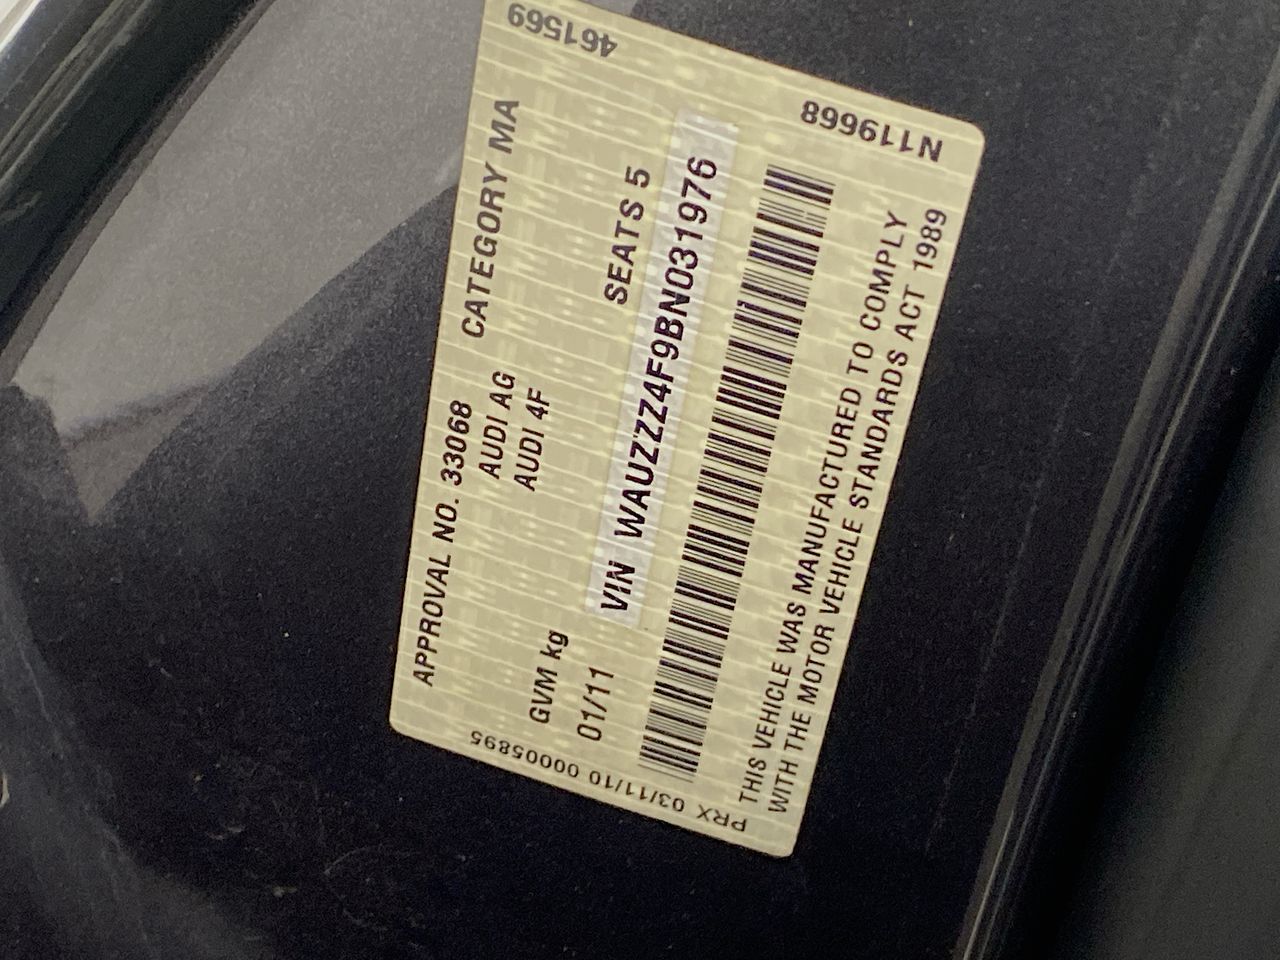 461569
APPROVAL NO. 33068 CATEGORY MA
AUDI AG
AUDI 4F
GVM kg SEATS 5
01/11
VIN WAUZZZ4F9BN031976
THIS VEHICLE WAS MANUFACTURED TO COMPLY
WITH THE MOTOR VEHICLE STANDARDS ACT 1989
PRX 03/11/10 00005895
N119668